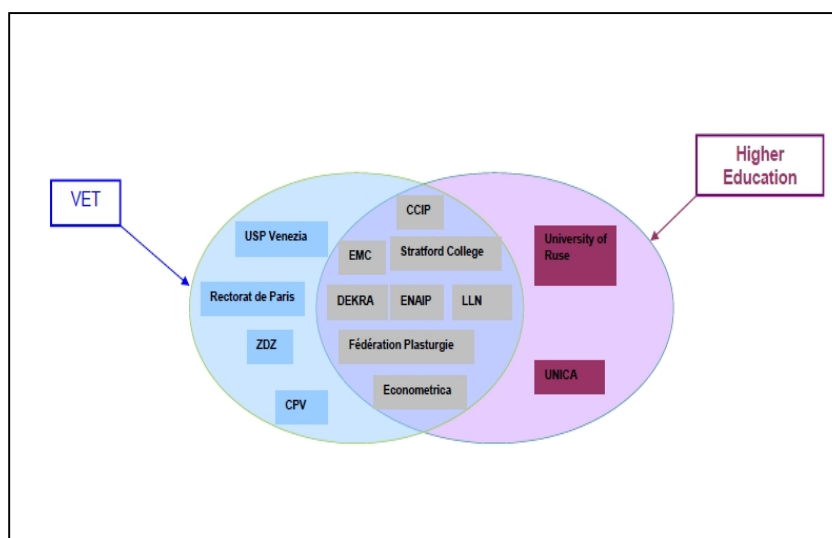 Higher
Education
VET
CCIP
USP Venezia
EMC
Stratford College
University of
Ruse
Rectorat de Paris
DEKRA
ENAIP
LLN
ZDZ
Fédération Plasturgie
UNICA
CPV
Econometrica